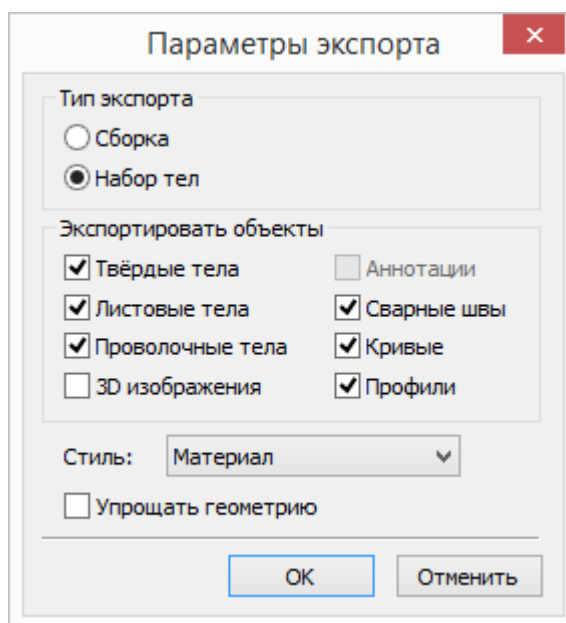 Параметры экспорта
Тип экспорта
Сборка
Набор тел
Экспортировать объекты
Твёрдые тела
Аннотации
Листовые тела
Сварные швы
Проволочные тела
Кривые
3D изображения
Профили
Стиль:
Материал
Упрощать геометрию
ОК
Отменить